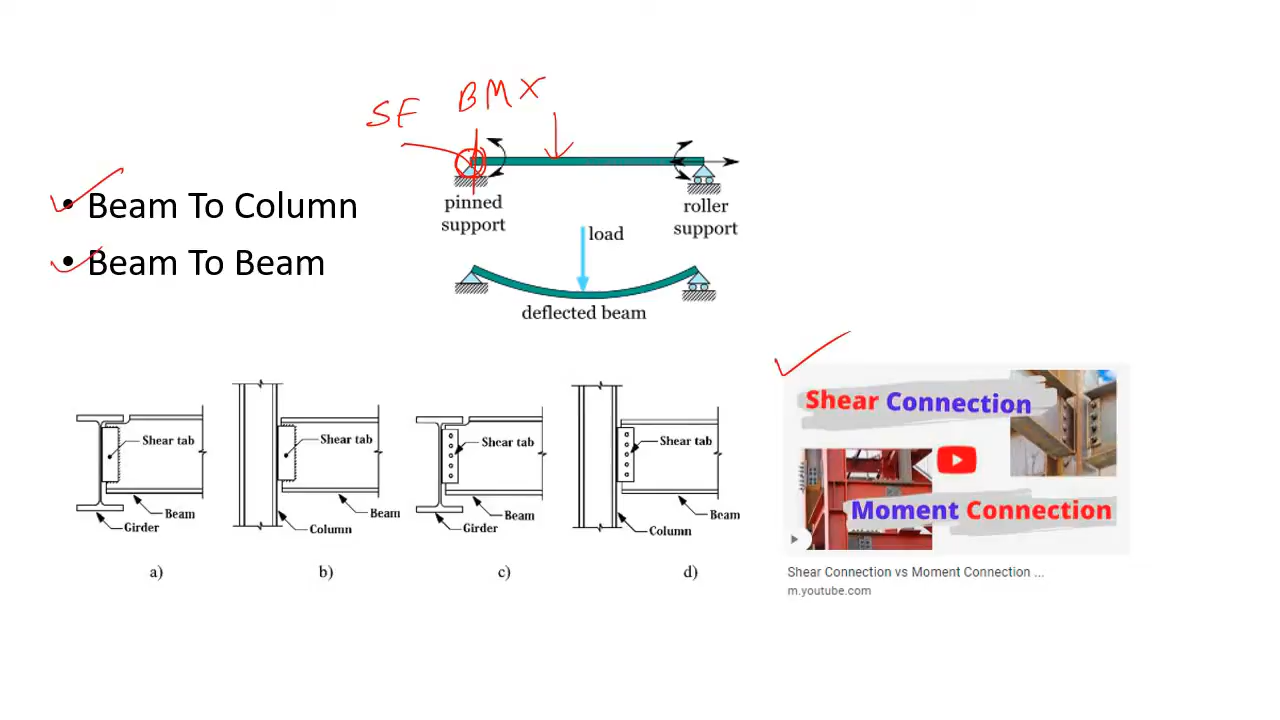 SF BMX
• Beam To Column
• Beam To Beam
pinned
support
roller
support
load
deflected beam
Shear tab
Beam
Girder
a)
Shear tab
Beam
Column
b)
Shear tab
Beam
Girder
c)
Shear tab
Beam
Column
d)
Shear Connection
Moment Connection
Shear Connection vs Moment Connection ...
m.youtube.com